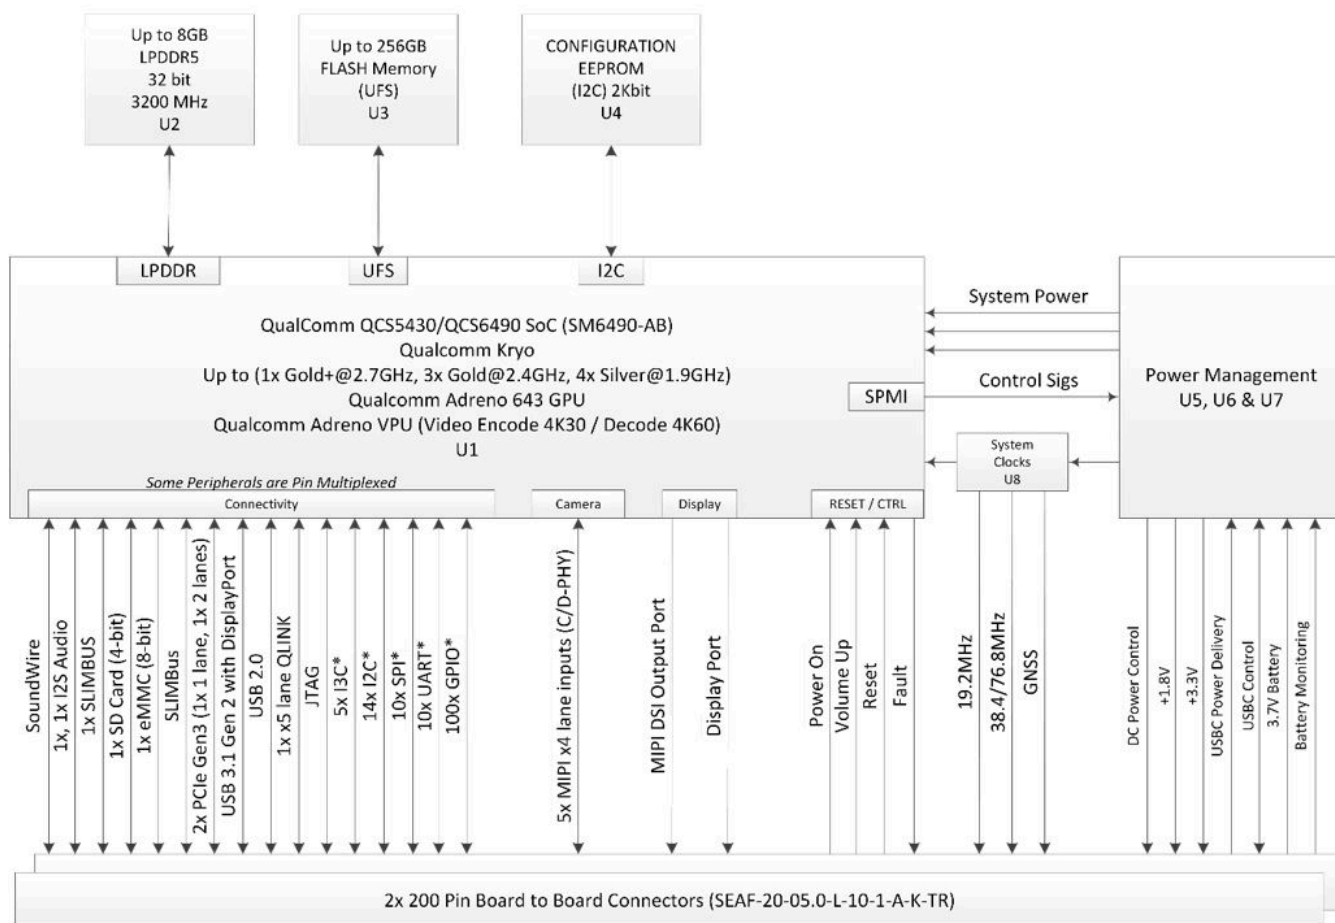 Up to 8GB
LPDDR5
32 bit
3200 MHz
U2
Up to 256GB
FLASH Memory
(UFS)
U3
CONFIGURATION
EEPROM
(I2C) 2Kbit
U4
LPDDR
UFS
I2C
QualComm QCS5430/QCS6490 SoC (SM6490-AB)
Qualcomm Kryo
Up to (1x Gold+@2.7GHz, 3x Gold@2.4GHz, 4x Silver@1.9GHz)
Qualcomm Adreno 643 GPU
Qualcomm Adreno VPU (Video Encode 4K30 / Decode 4K60)
U1
SPMI
System Power
Control Sigs
Power Management
U5, U6 & U7
System
Clocks
U8
Some Peripherals are Pin Multiplexed
Connectivity
Camera
Display
RESET / CTRL
SoundWire
1x, 1x I2S Audio
1x SLIMBUS
1x SD Card (4-bit)
1x eMMC (8-bit)
SLIMBus
2x PCIe Gen3 (1x 1 lane, 1x 2 lanes)
USB 3.1 Gen 2 with DisplayPort
USB 2.0
1x x5 lane QLINK
JTAG
5x I3C*
14x I2C*
10x SPI*
10x UART*
100x GPIO*
5x MIPI x4 lane inputs (C/D-PHY)
MIPI DSI Output Port
Display Port
Power On
Volume Up
Reset
Fault
19.2MHz
38.4/76.8MHz
GNSS
DC Power Control
+1.8V
+3.3V
USBC Power Delivery
USBC Control
3.7V Battery
Battery Monitoring
2x 200 Pin Board to Board Connectors (SEAF-20-05.0-L-10-1-A-K-TR)